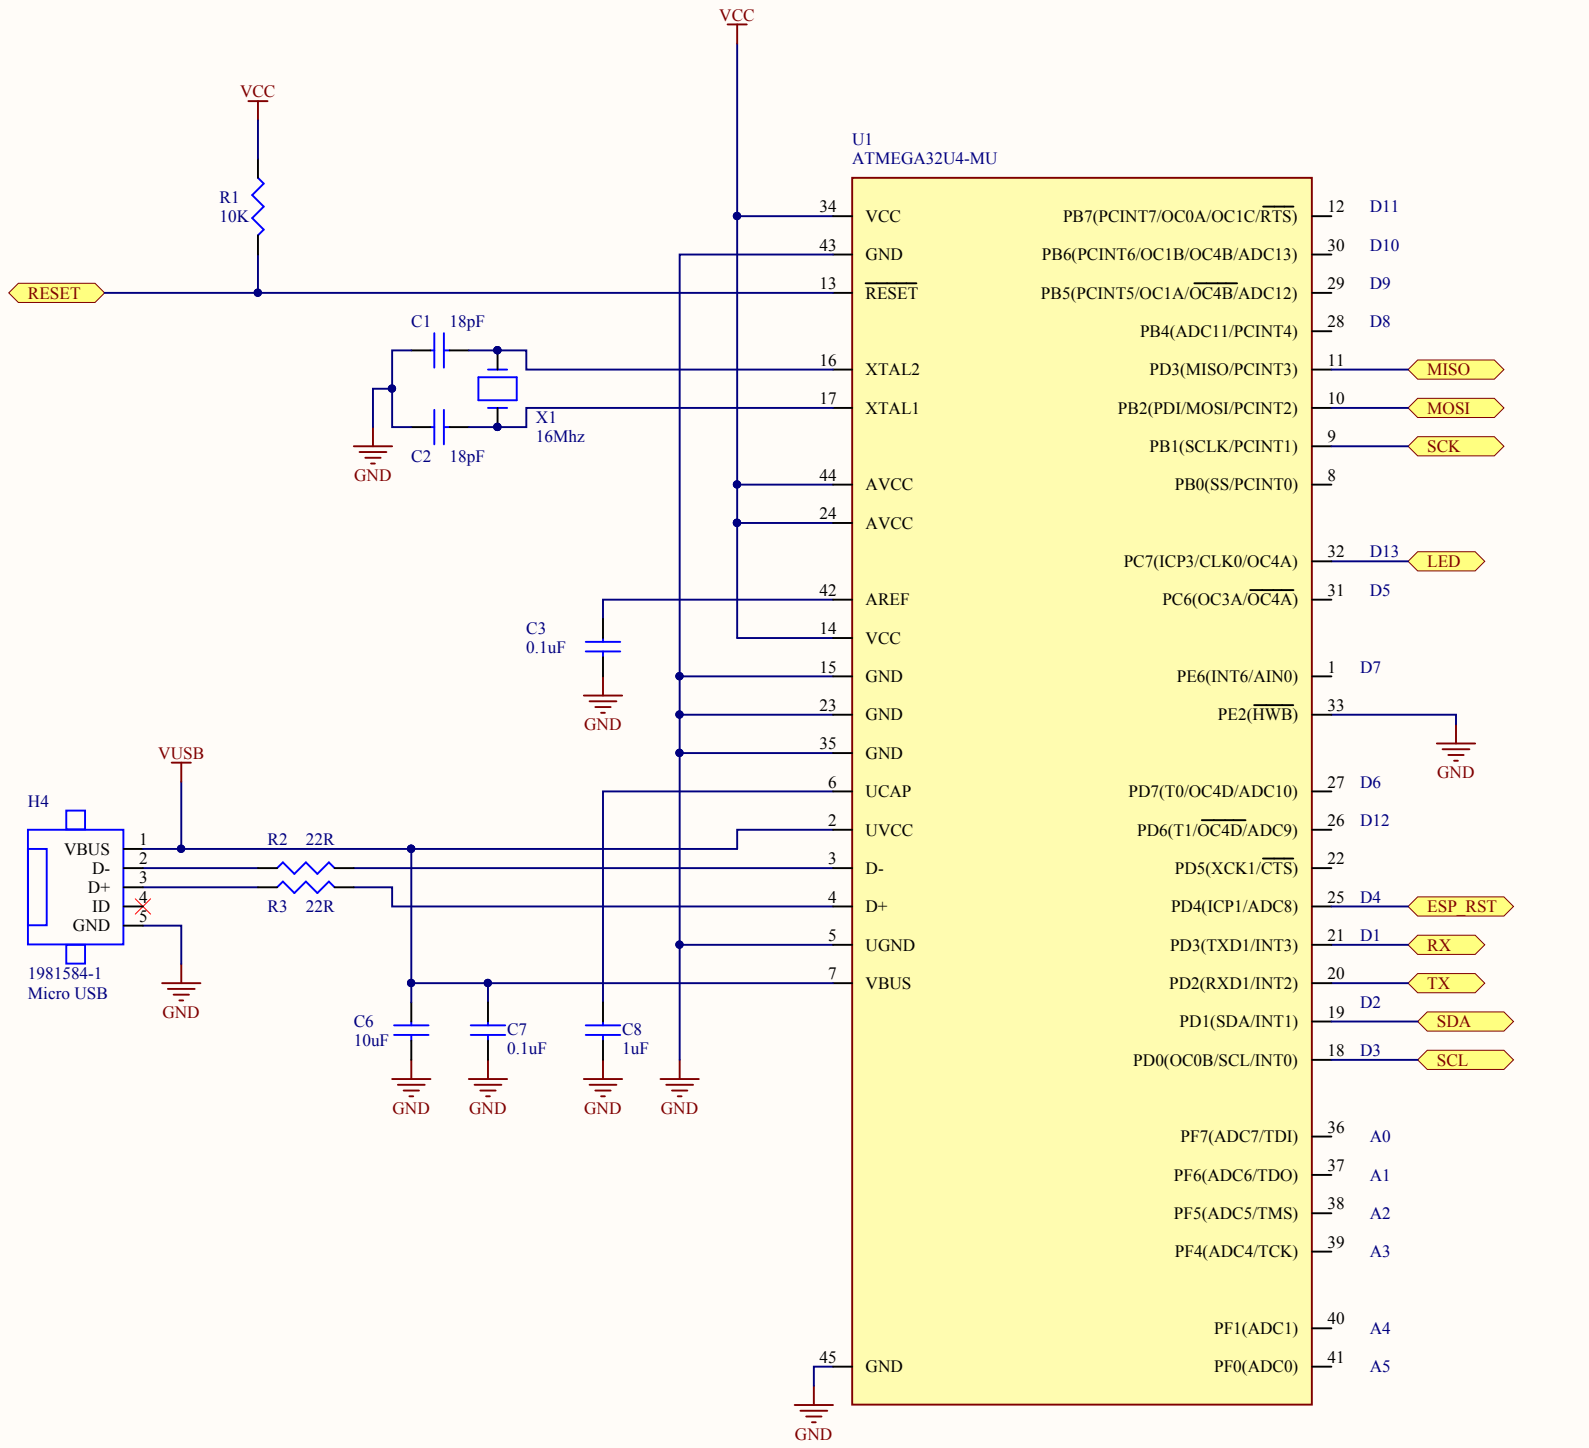 VCC
VCC
R1
10K
RESET
C1 18pF
X1
16Mhz
C2 18pF
GND
C3
0.1uF
GND
VUSB
H4
VBUS 1
D- 2
D+ 3
ID 4
GND 5
1981584-1
Micro USB
GND
R2 22R
R3 22R
C6
10uF
GND
C7
0.1uF
GND
C8
1uF
GND
GND
U1
ATMEGA32U4-MU
34 VCC
43 GND
13 RESET
16 XTAL2
17 XTAL1
44 AVCC
24 AVCC
42 AREF
14 VCC
15 GND
23 GND
35 GND
6 UCAP
2 UVCC
3 D-
4 D+
5 UGND
7 VBUS
45 GND
GND
PB7(PCINT7/OC0A/OC1C/RTS) 12 D11
PB6(PCINT6/OC1B/OC4B/ADC13) 30 D10
PB5(PCINT5/OC1A/OC4B/ADC12) 29 D9
PB4(ADC11/PCINT4) 28 D8
PD3(MISO/PCINT3) 11 MISO
PB2(PDI/MOSI/PCINT2) 10 MOSI
PB1(SCLK/PCINT1) 9 SCK
PB0(SS/PCINT0) 8
PC7(ICP3/CLK0/OC4A) 32 D13 LED
PC6(OC3A/OC4A) 31 D5
PE6(INT6/AIN0) 1 D7
PE2(HWB) 33
GND
PD7(T0/OC4D/ADC10) 27 D6
PD6(T1/OC4D/ADC9) 26 D12
PD5(XCK1/CTS) 22
PD4(ICP1/ADC8) 25 D4 ESP_RST
PD3(TXD1/INT3) 21 D1 RX
PD2(RXD1/INT2) 20 TX
D2
PD1(SDA/INT1) 19 SDA
PD0(OC0B/SCL/INT0) 18 D3 SCL
PF7(ADC7/TDI) 36 A0
PF6(ADC6/TDO) 37 A1
PF5(ADC5/TMS) 38 A2
PF4(ADC4/TCK) 39 A3
PF1(ADC1) 40 A4
PF0(ADC0) 41 A5